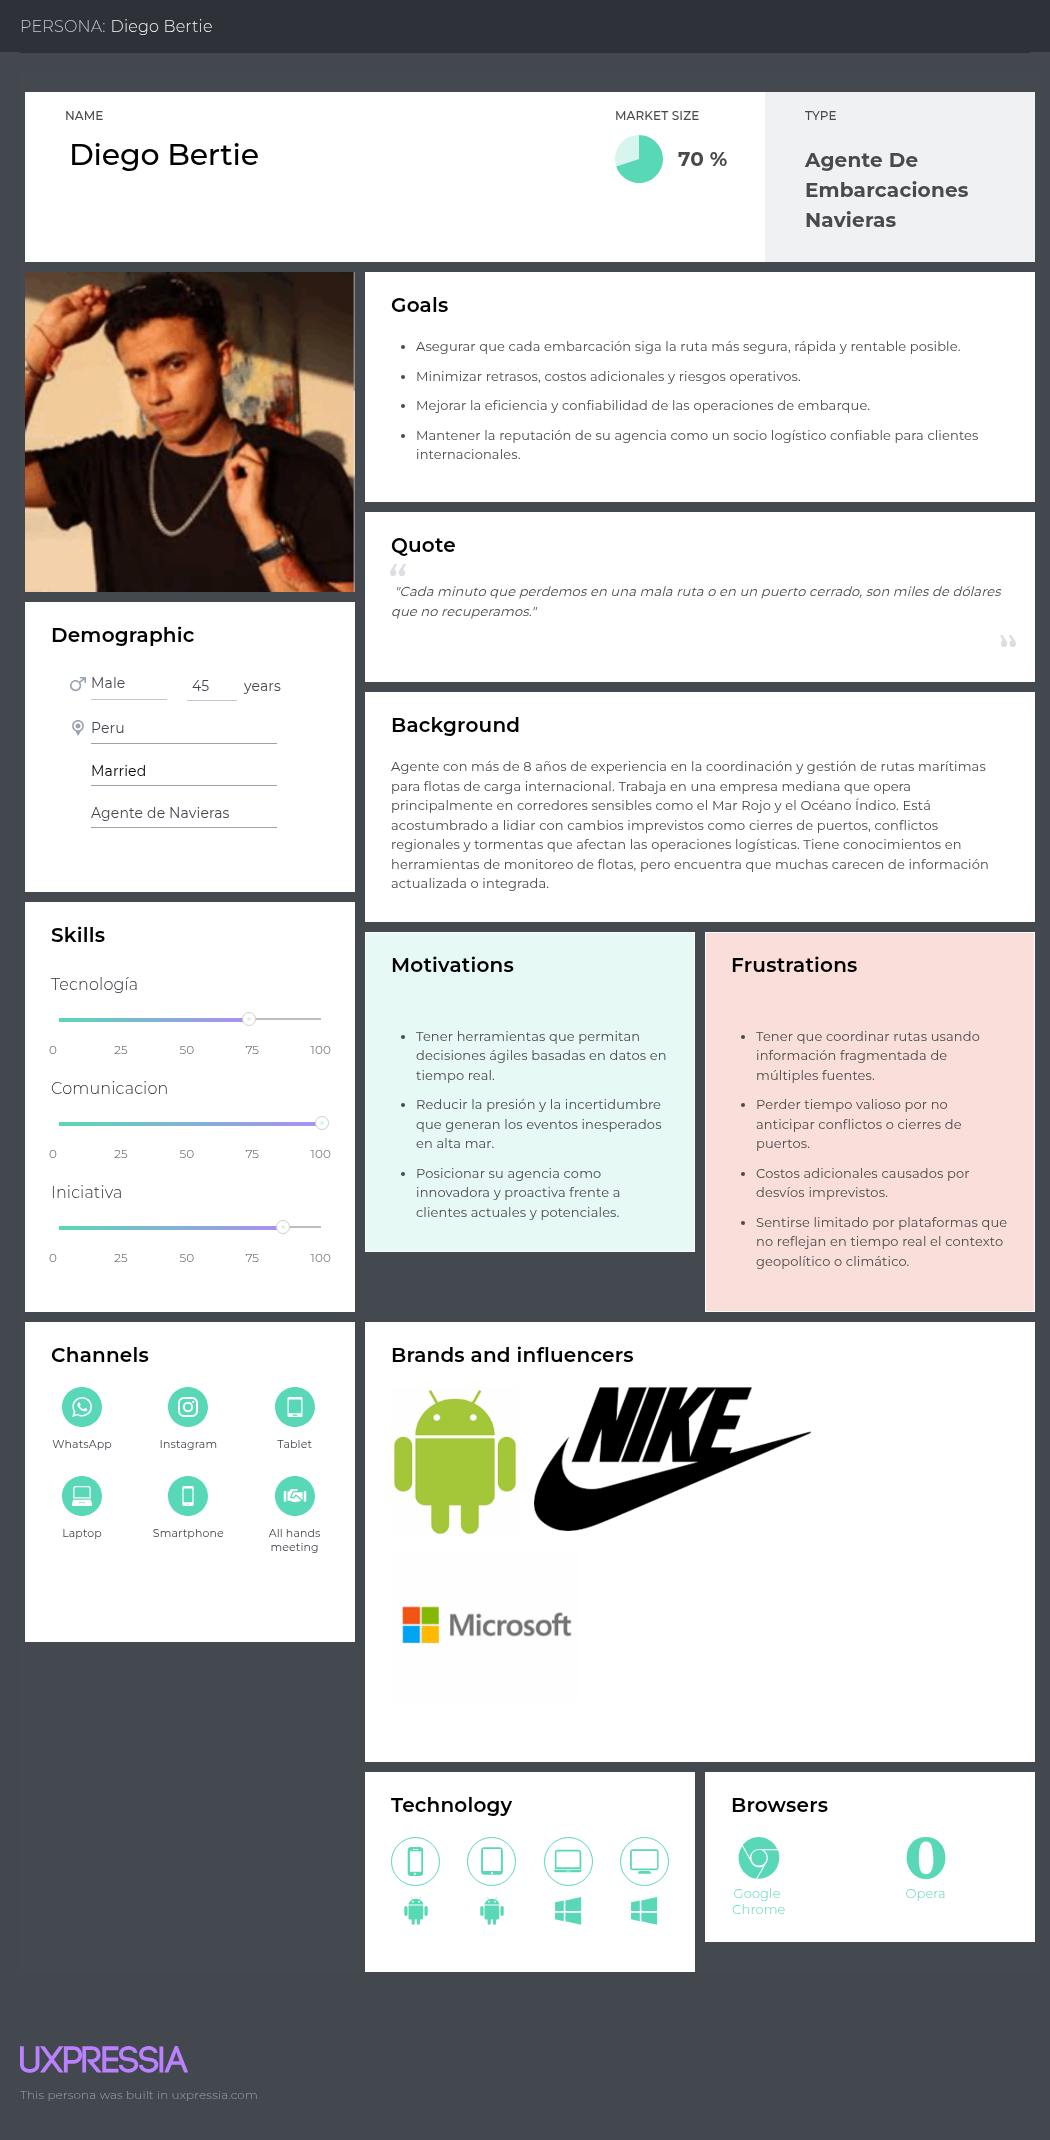 PERSONA: Diego Bertie
NAME
Diego Bertie
MARKET SIZE
70 %
TYPE
Agente De
Embarcaciones
Navieras
Goals
Asegurar que cada embarcación siga la ruta más segura, rápida y rentable posible.
Minimizar retrasos, costos adicionales y riesgos operativos.
Mejorar la eficiencia y confiabilidad de las operaciones de embarque.
Mantener la reputación de su agencia como un socio logístico confiable para clientes
internacionales.
Quote
"Cada minuto que perdemos en una mala ruta o en un puerto cerrado, son miles de dólares
que no recuperamos."
Demographic
Male 45 years
Peru
Married
Agente de Navieras
Background
Agente con más de 8 años de experiencia en la coordinación y gestión de rutas marítimas
para flotas de carga internacional. Trabaja en una empresa mediana que opera
principalmente en corredores sensibles como el Mar Rojo y el Océano Índico. Está
acostumbrado a lidiar con cambios imprevistos como cierres de puertos, conflictos
regionales y tormentas que afectan las operaciones logísticas. Tiene conocimientos en
herramientas de monitoreo de flotas, pero encuentra que muchas carecen de información
actualizada o integrada.
Skills
Tecnología
0 25 50 75 100
Comunicacion
0 25 50 75 100
Iniciativa
0 25 50 75 100
Motivations
Tener herramientas que permitan
decisiones ágiles basadas en datos en
tiempo real.
Reducir la presión y la incertidumbre
que generan los eventos inesperados
en alta mar.
Posicionar su agencia como
innovadora y proactiva frente a
clientes actuales y potenciales.
Frustrations
Tener que coordinar rutas usando
información fragmentada de
múltiples fuentes.
Perder tiempo valioso por no
anticipar conflictos o cierres de
puertos.
Costos adicionales causados por
desvíos imprevistos.
Sentirse limitado por plataformas que
no reflejan en tiempo real el contexto
geopolítico o climático.
Channels
WhatsApp Instagram Tablet
Laptop Smartphone All hands
meeting
Brands and influencers
NIKE
Microsoft
Technology
Browsers
Google
Chrome
Opera
UXPRESSIA
This persona was built in uxpressia.com